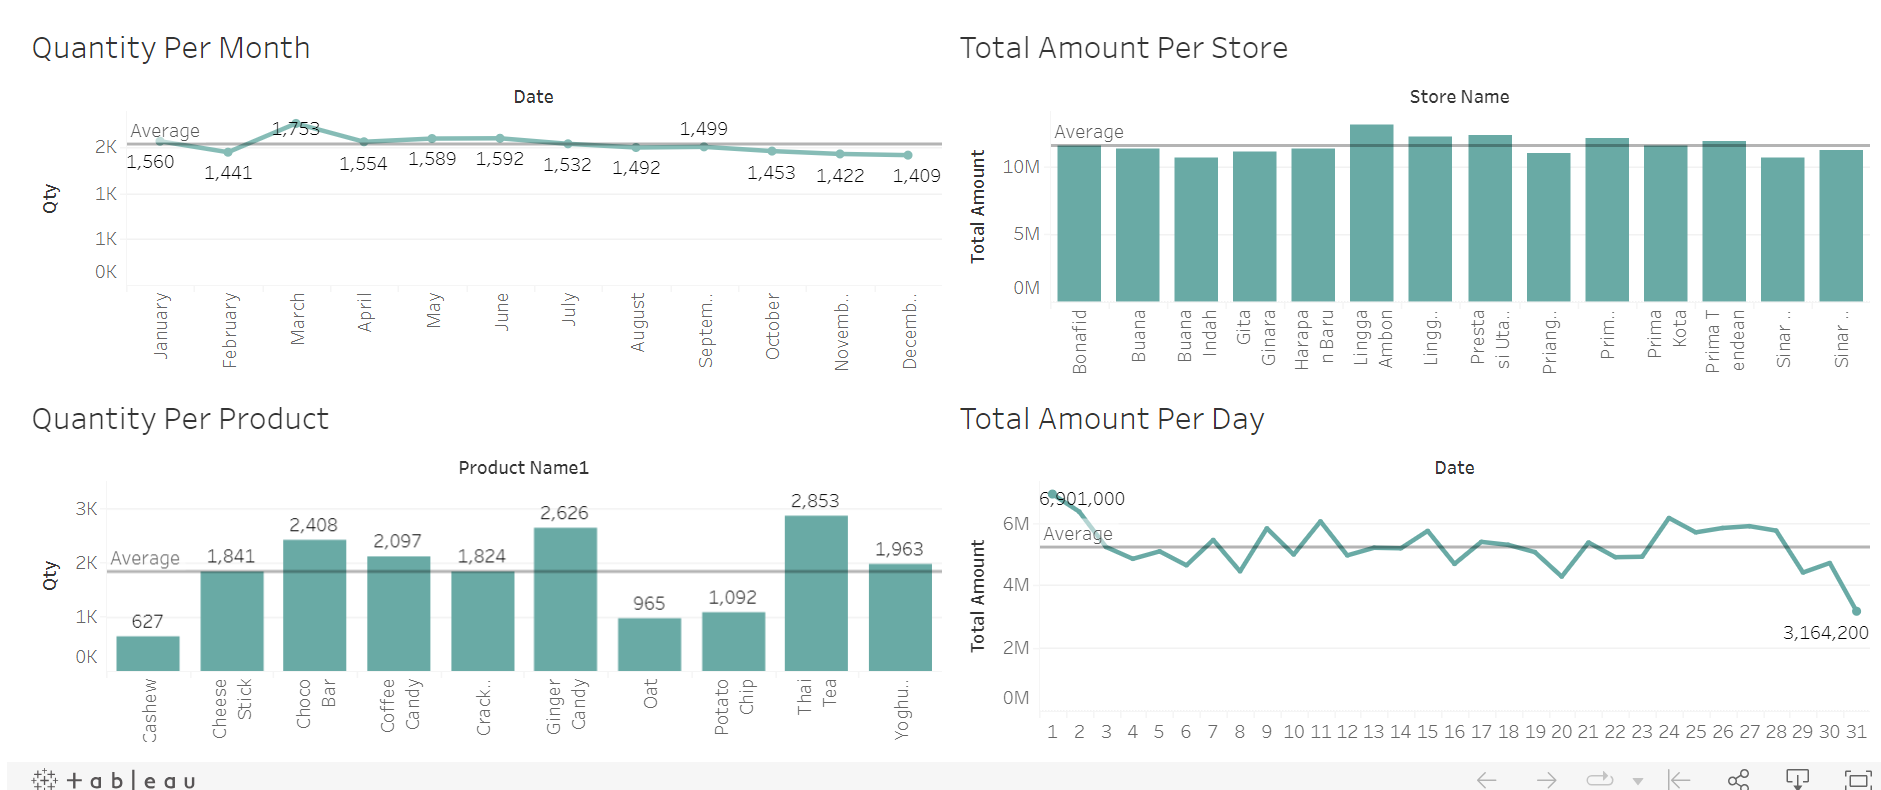 Quantity Per Month
Date
Average
2K
1K
1K
0K
Qty
1,560
1,441
1,753
1,554
1,589
1,592
1,532
1,492
1,499
1,453
1,422
1,409
January
February
March
April
May
June
July
August
Septem..
October
Novemb..
Decemb..
Total Amount Per Store
Store Name
Average
10M
5M
0M
Total Amount
Bonafid
Buana
Buana
Indah
Gita
Ginara
Harapa
n Baru
Lingga
Ambon
Lingg..
Presta
si Uta..
Priang..
Prim..
Prima
Kota
Prima T
endean
Sinar ..
Sinar ..
Quantity Per Product
Product Name1
Average
3K
2K
1K
0K
Qty
627
1,841
2,408
2,097
1,824
2,626
965
1,092
2,853
1,963
Cashew
Cheese
Stick
Choco
Bar
Coffee
Candy
Crack..
Ginger
Candy
Oat
Potato
Chip
Thai
Tea
Yoghu..
Total Amount Per Day
Date
6,901,000
Average
6M
4M
2M
0M
Total Amount
3,164,200
1 2 3 4 5 6 7 8 9 10 11 12 13 14 15 16 17 18 19 20 21 22 23 24 25 26 27 28 29 30 31
tableau